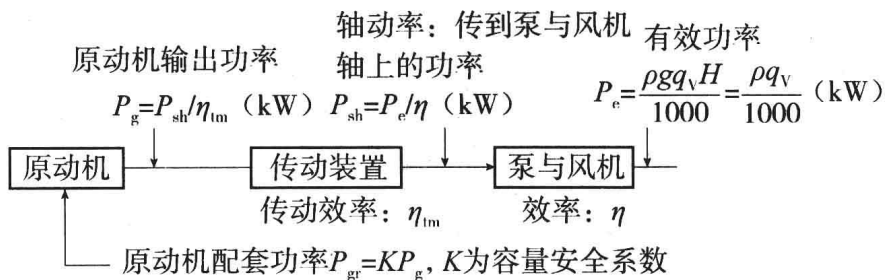 轴动率：传到泵与风机
轴上的功率
有效功率
原动机输出功率
P_g=P_sh/η_tm（kW）
P_sh=P_e/η（kW）
P_e=ρgq_VH/1000=ρq_V/1000（kW）
原动机
传动装置
泵与风机
传动效率：η_tm
效率：η
原动机配套功率P_gr=KP_g, K为容量安全系数